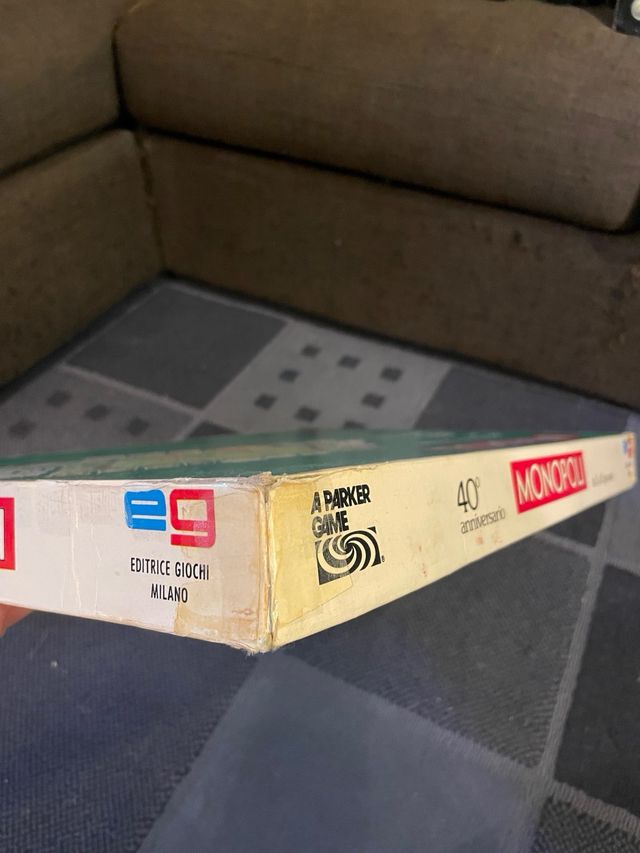 eg
EDITRICE GIOCHI
MILANO
A PARKER
GAME
40°
anniversario
MONOPOLI